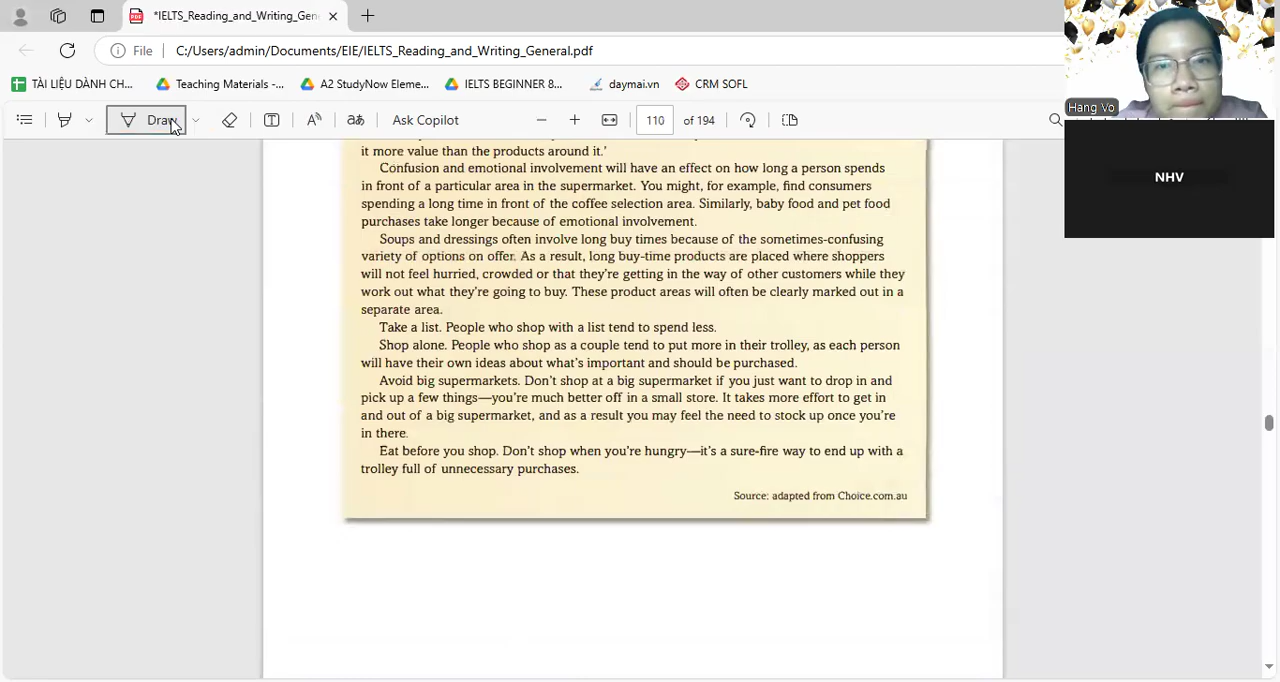 *IELTS_Reading_and_Writing_Gen
File C:/Users/admin/Documents/EIE/IELTS_Reading_and_Writing_General.pdf
TÀI LIỆU DÀNH CH... Teaching Materials -... A2 StudyNow Eleme... IELTS BEGINNER 8... daymai.vn CRM SOFL
Draw Ask Copilot 110 of 194
Hang Vo
NHV
it more value than the products around it.'
Confusion and emotional involvement will have an effect on how long a person spends
in front of a particular area in the supermarket. You might, for example, find consumers
spending a long time in front of the coffee selection area. Similarly, baby food and pet food
purchases take longer because of emotional involvement.
Soups and dressings often involve long buy times because of the sometimes-confusing
variety of options on offer. As a result, long buy-time products are placed where shoppers
will not feel hurried, crowded or that they're getting in the way of other customers while they
work out what they're going to buy. These product areas will often be clearly marked out in a
separate area.
Take a list. People who shop with a list tend to spend less.
Shop alone. People who shop as a couple tend to put more in their trolley, as each person
will have their own ideas about what's important and should be purchased.
Avoid big supermarkets. Don't shop at a big supermarket if you just want to drop in and
pick up a few things—you're much better off in a small store. It takes more effort to get in
and out of a big supermarket, and as a result you may feel the need to stock up once you're
in there.
Eat before you shop. Don't shop when you're hungry—it's a sure-fire way to end up with a
trolley full of unnecessary purchases.
Source: adapted from Choice.com.au